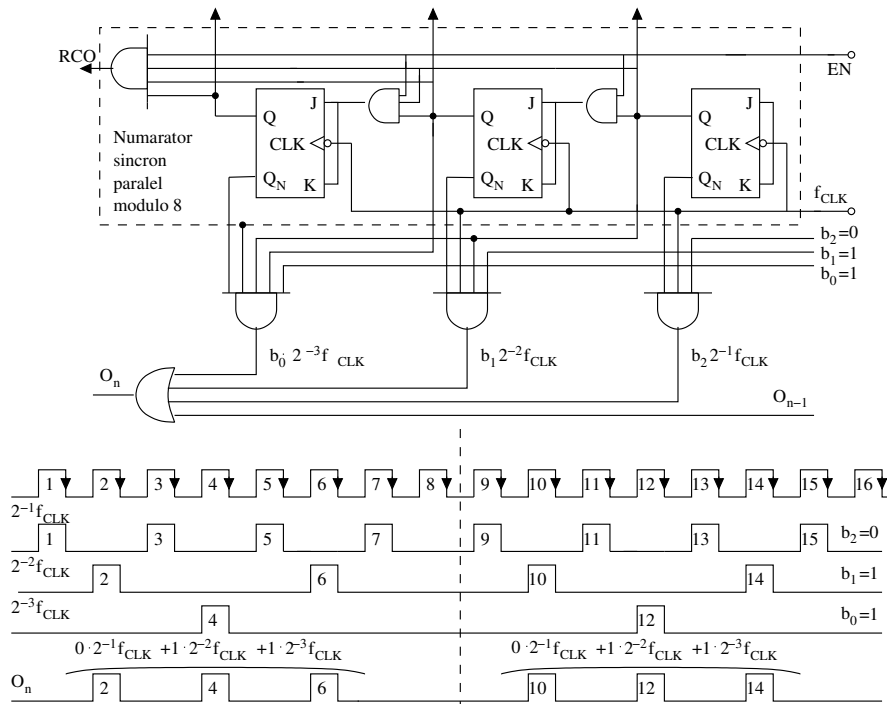 RCO
EN
J
J
J
Q
Q
Q
CLK
CLK
CLK
Q_N
Q_N
Q_N
K
K
K
Numarator
sincron
paralel
modulo 8
f_CLK
b_2=0
b_1=1
b_0=1
b_0· 2^−3 f_CLK
b_1 2^−2 f_CLK
b_2 2^−1 f_CLK
O_n
O_n−1
1 2 3 4 5 6 7 8 9 10 11 12 13 14 15 16
2^−1 f_CLK
1 3 5 7 9 11 13 15 b_2=0
2^−2 f_CLK
2 6 10 14 b_1=1
2^−3 f_CLK
4 12 b_0=1
0·2^−1 f_CLK +1·2^−2 f_CLK +1·2^−3 f_CLK
0·2^−1 f_CLK +1·2^−2 f_CLK +1·2^−3 f_CLK
O_n
2 4 6 10 12 14